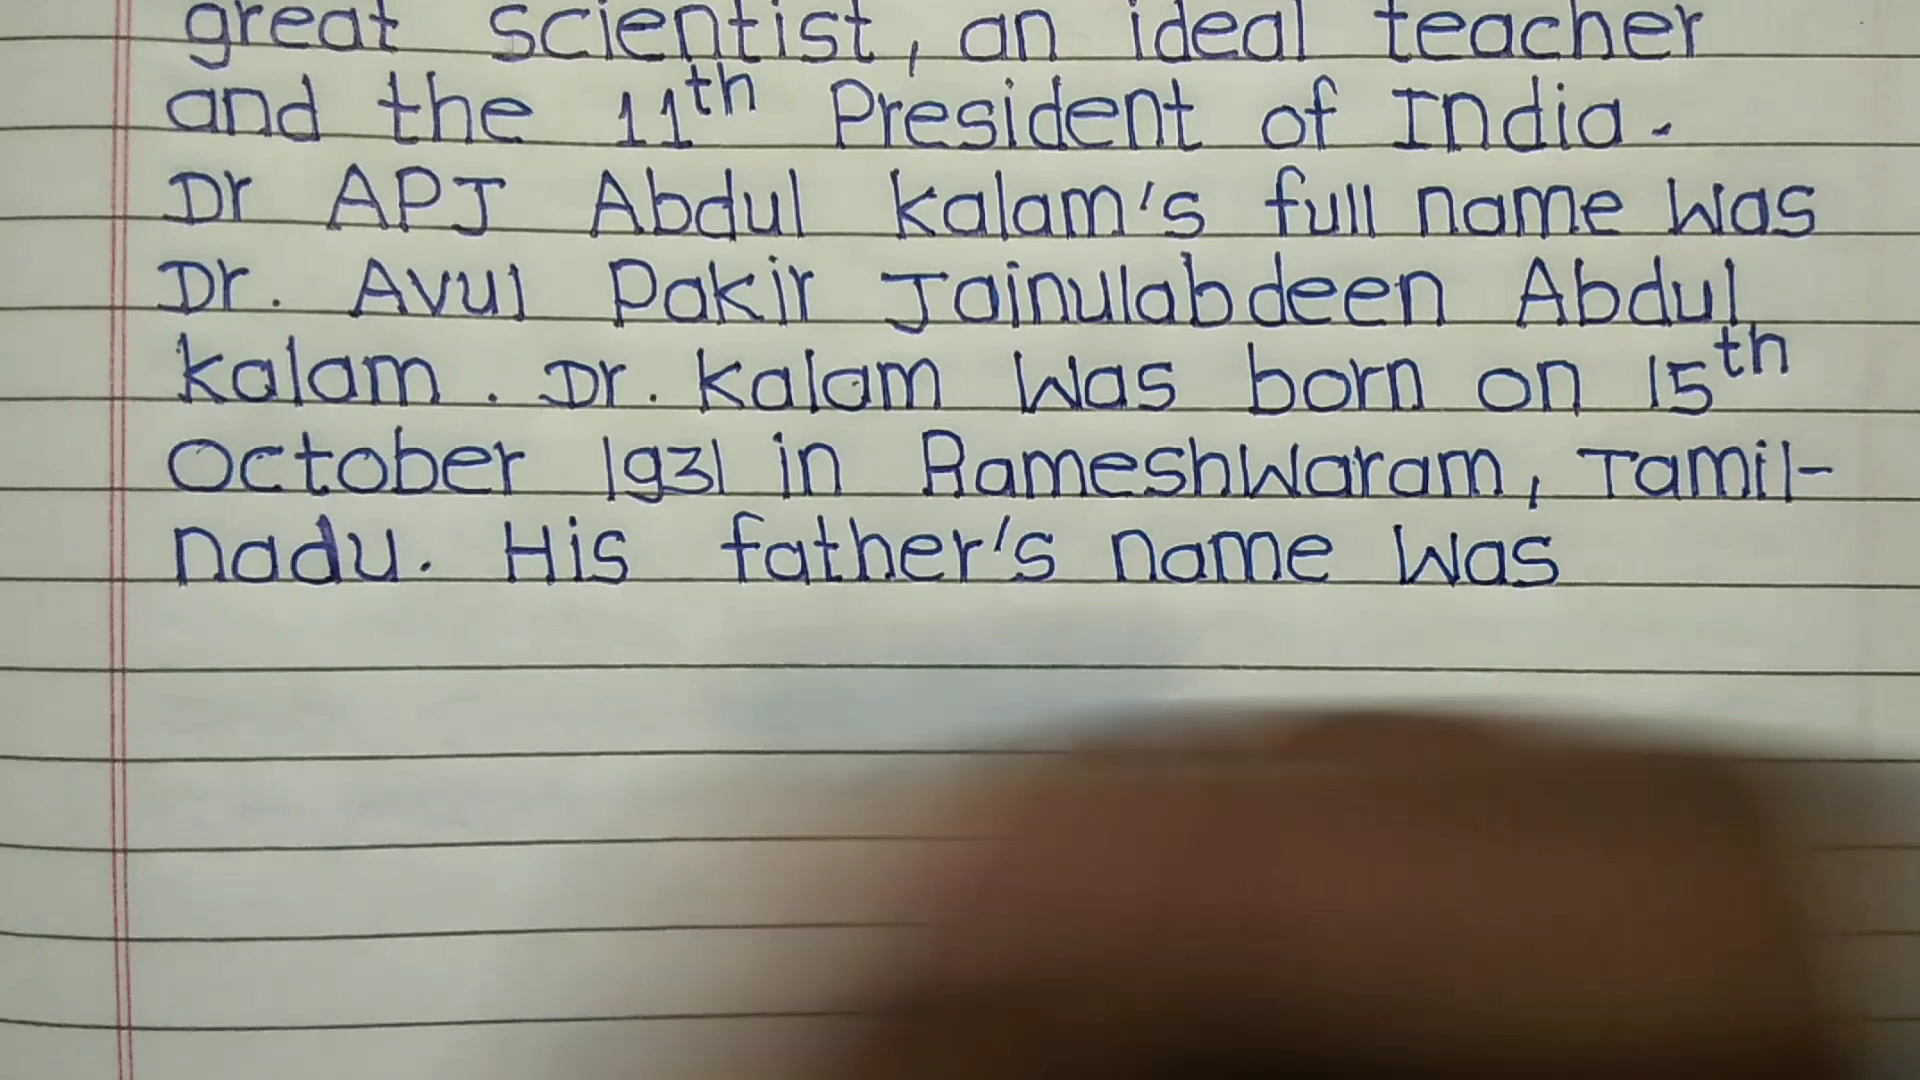 great scientist, an ideal teacher
and the 11th President of India.
Dr APJ Abdul Kalam's full name was
Dr. Avul Pakir Jainulabdeen Abdul
Kalam. Dr. Kalam was born on 15th
October 1931 in Rameshwaram, Tamil-
nadu. His father's name was